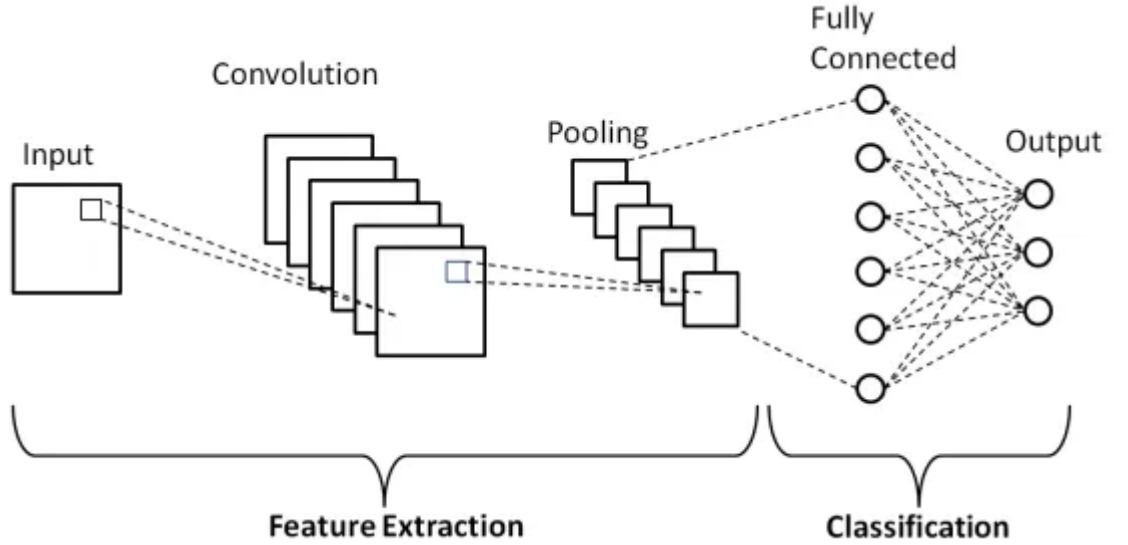 Input
Convolution
Pooling
Fully
Connected
Output
Feature Extraction
Classification